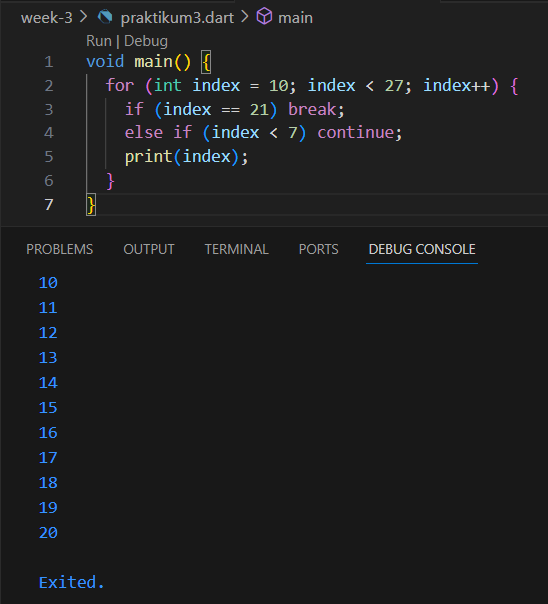 week-3 > praktikum3.dart > main
Run | Debug
1 void main() {
2 for (int index = 10; index < 27; index++) {
3 if (index == 21) break;
4 else if (index < 7) continue;
5 print(index);
6 }
7 }
PROBLEMS OUTPUT TERMINAL PORTS DEBUG CONSOLE
10
11
12
13
14
15
16
17
18
19
20
Exited.